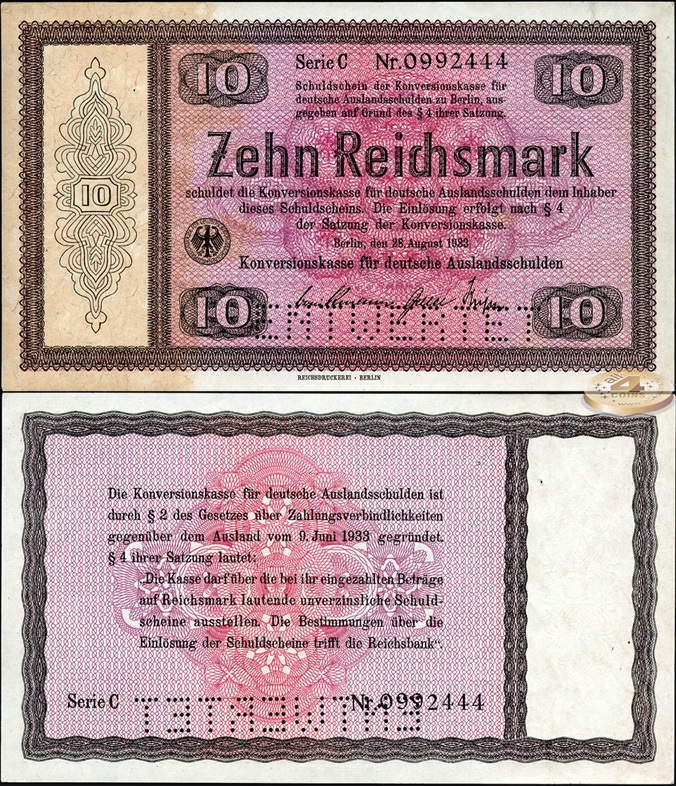 10
Serie C Nr. 0992444
10
Schuldschein der Konversionskasse für
deutsche Auslandsschulden zu Berlin, aus-
gegeben auf Grund des § 4 ihrer Satzung.
Zehn Reichsmark
10
schuldet die Konversionskasse für deutsche Auslandsschulden dem Inhaber
dieses Schuldscheins. Die Einlösung erfolgt nach § 4
der Satzung der Konversionskasse.
Berlin, den 28. August 1933
Konversionskasse für deutsche Auslandsschulden
10
10
ENTWERTET
REICHSDRUCKEREI · BERLIN
4
COINS
Die Konversionskasse für deutsche Auslandsschulden ist
durch § 2 des Gesetzes über Zahlungsverbindlichkeiten
gegenüber dem Ausland vom 9. Juni 1933 gegründet.
§ 4 ihrer Satzung lautet:
„Die Kasse darf über die bei ihr eingezahlten Beträge
auf Reichsmark lautende unverzinsliche Schuld-
scheine ausstellen. Die Bestimmungen über die
Einlösung der Schuldscheine trifft die Reichsbank“.
Serie C Nr. 0992444
ENTWERTET